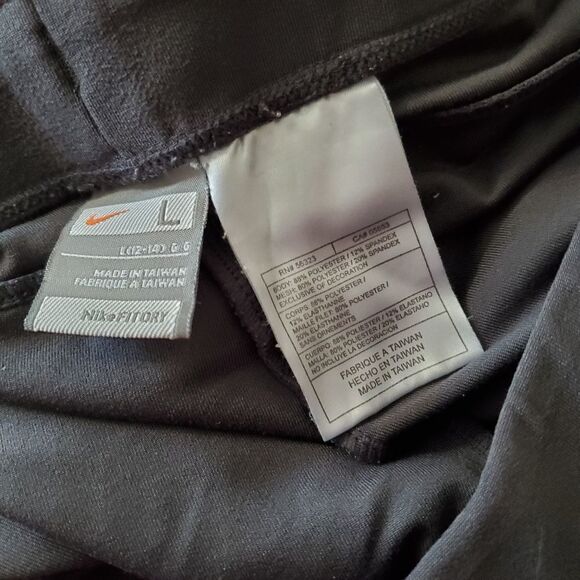 L
L(12-14) G G
MADE IN TAIWAN
FABRIQUE A TAIWAN
NIKE FIT DRY
RN# 56323 CA# 05553
BODY: 88% POLYESTER / 12% SPANDEX
MESH: 80% POLYESTER / 20% SPANDEX
EXCLUSIVE OF DECORATION
CORPS: 88% POLYESTER /
12% ELASTHANNE
MAILLE FILET: 80% POLYESTER /
20% ELASTHANNE
SANS ORNEMENTS
CUERPO: 88% POLIESTER / 12% ELASTANO
MALLA: 80% POLIESTER / 20% ELASTANO
NO INCLUYE LA DECORACION
FABRIQUE A TAIWAN
HECHO EN TAIWAN
MADE IN TAIWAN